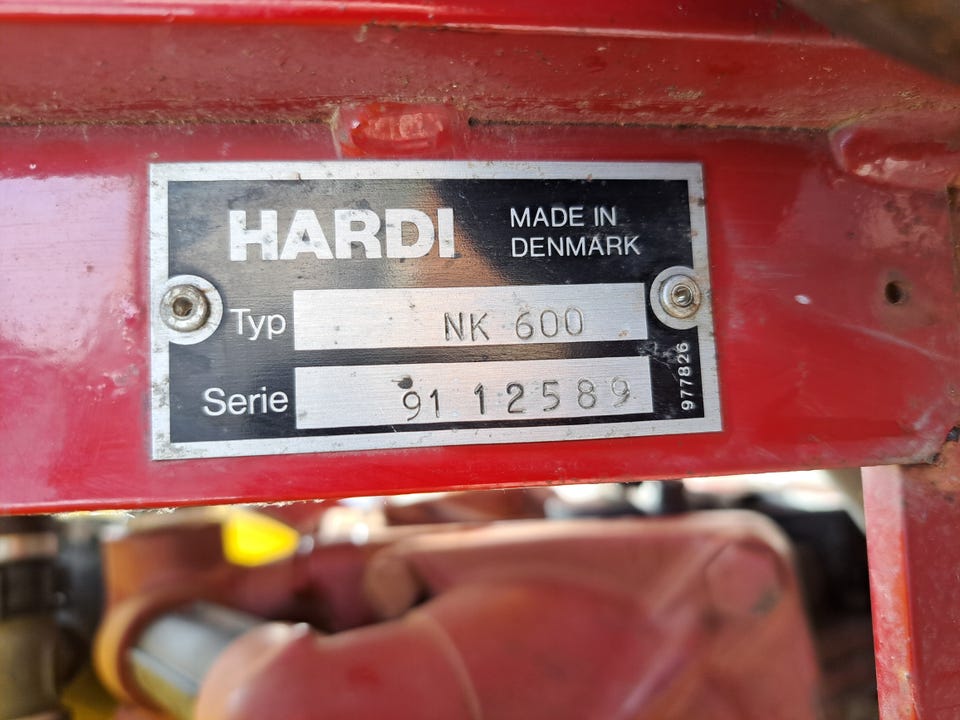 HARDI
MADE IN
DENMARK
Typ NK 600
Serie 91 12589
977826